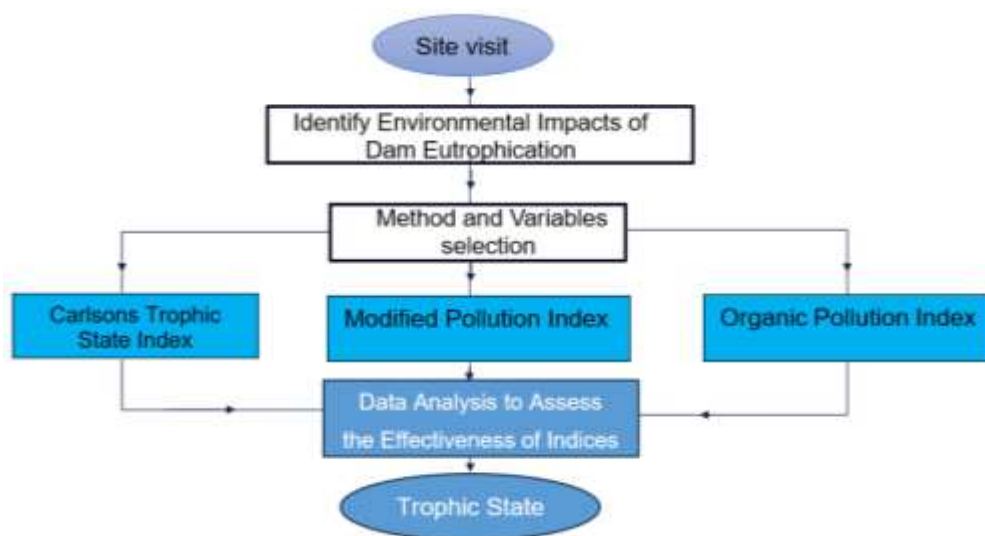 Site visit
Identify Environmental Impacts of
Dam Eutrophication
Method and Variables
selection
Carlsons Trophic
State Index
Modified Pollution Index
Organic Pollution Index
Data Analysis to Assess
the Effectiveness of Indices
Trophic State